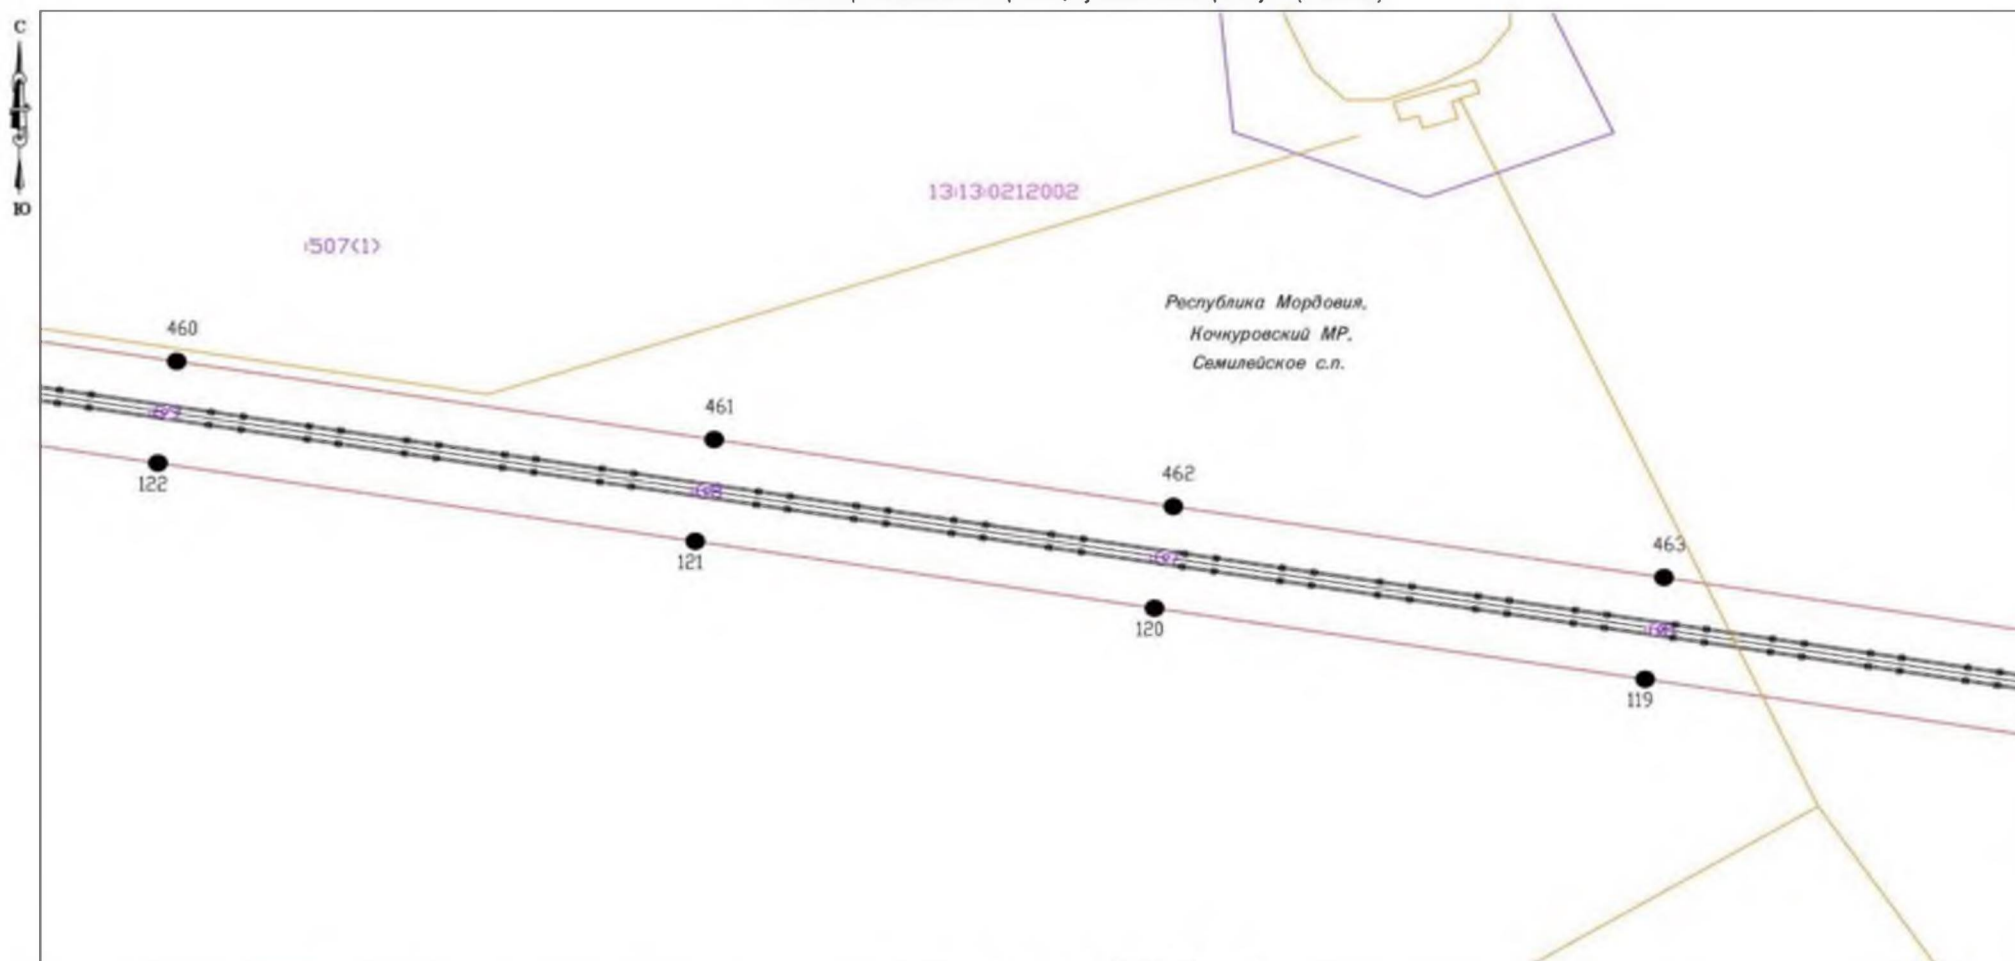 С
Ю
13:13:0212002
:507(1)
Республика Мордовия,
Кочкуровский МР,
Семилейское с.п.
460
461
462
463
122
121
120
119